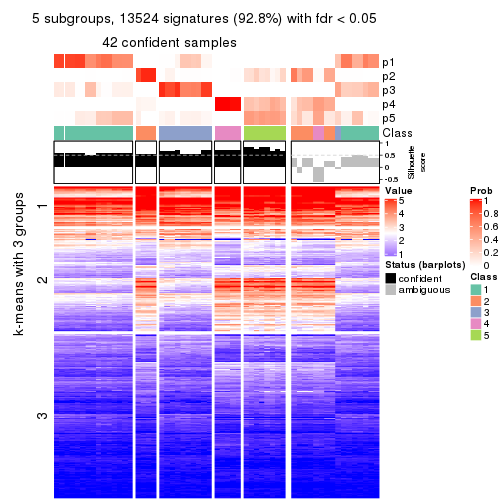 5 subgroups, 13524 signatures (92.8%) with fdr < 0.05
42 confident samples
p1
p2
p3
p4
p5
Class
1
0.5
0
-0.5
Silhouette
score
k-means with 3 groups
1
2
3
Value
5
4
3
2
1
Status (barplots)
confident
ambiguous
Prob
1
0.8
0.6
0.4
0.2
0
Class
1
2
3
4
5